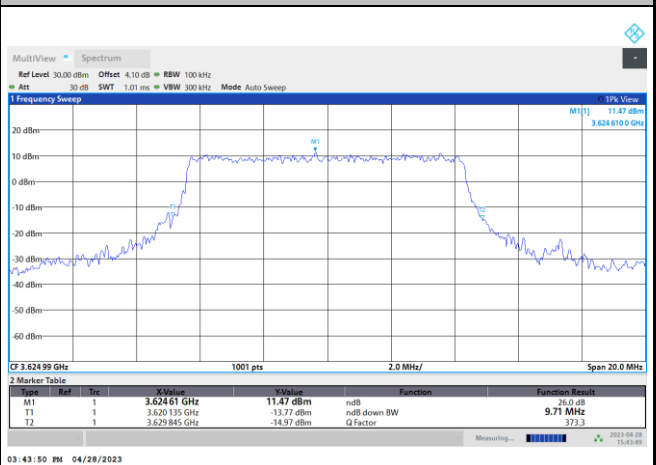 MultiView Spectrum
Ref Level 30.00 dBm Offset 4.10 dB RBW 100 kHz
Att 30 dB SWT 1.01 ms VBW 300 kHz Mode Auto Sweep
1 Frequency Sweep 1Pk View
M1[1] 11.47 dBm
3.624 610 0 GHz
20 dBm
M1
10 dBm
0 dBm
-10 dBm
T1 T2
-20 dBm
-30 dBm
-40 dBm
-50 dBm
-60 dBm
CF 3.624 99 GHz 1001 pts 2.0 MHz/ Span 20.0 MHz
2 Marker Table
Type Ref Trc X-Value Y-Value Function Function Result
M1 1 3.624 61 GHz 11.47 dBm ndB 26.0 dB
T1 1 3.620 135 GHz -13.77 dBm ndB down BW 9.71 MHz
T2 1 3.629 845 GHz -14.97 dBm Q Factor 373.3
Measuring... 2023-04-28
15:43:49
03:43:50 PM 04/28/2023